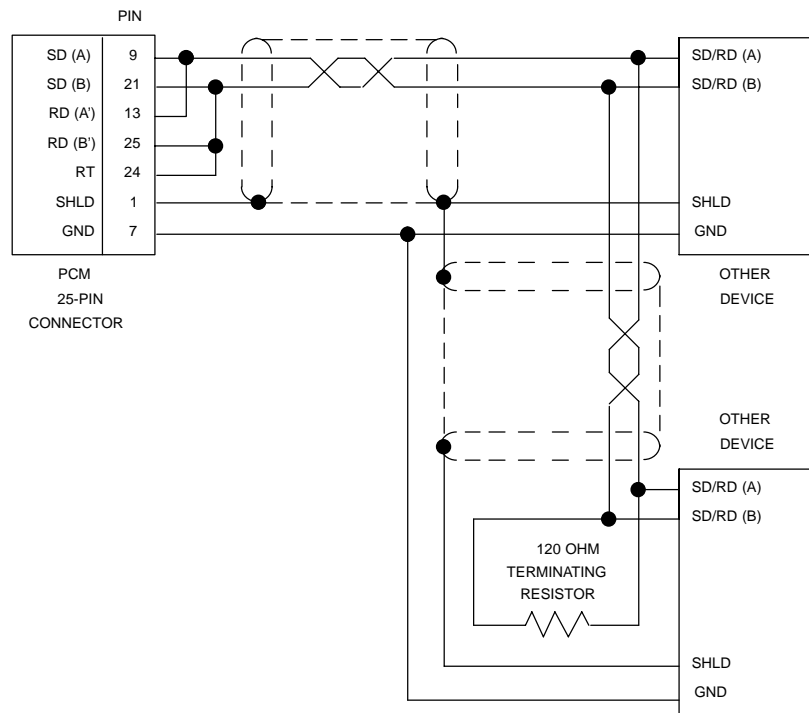 PIN
SD (A) 9
SD (B) 21
RD (A') 13
RD (B') 25
RT 24
SHLD 1
GND 7
PCM
25-PIN
CONNECTOR
SD/RD (A)
SD/RD (B)
SHLD
GND
OTHER
DEVICE
OTHER
DEVICE
SD/RD (A)
SD/RD (B)
120 OHM
TERMINATING
RESISTOR
SHLD
GND